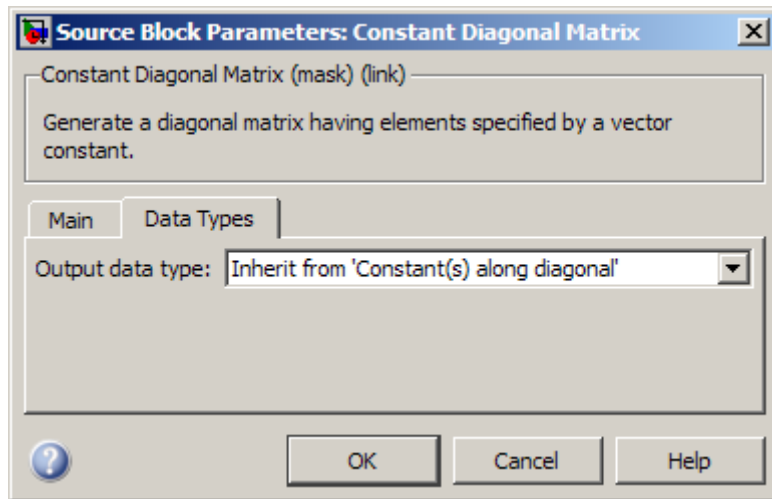 Source Block Parameters: Constant Diagonal Matrix
Constant Diagonal Matrix (mask) (link)
Generate a diagonal matrix having elements specified by a vector
constant.
Main Data Types
Output data type: Inherit from 'Constant(s) along diagonal'
OK Cancel Help